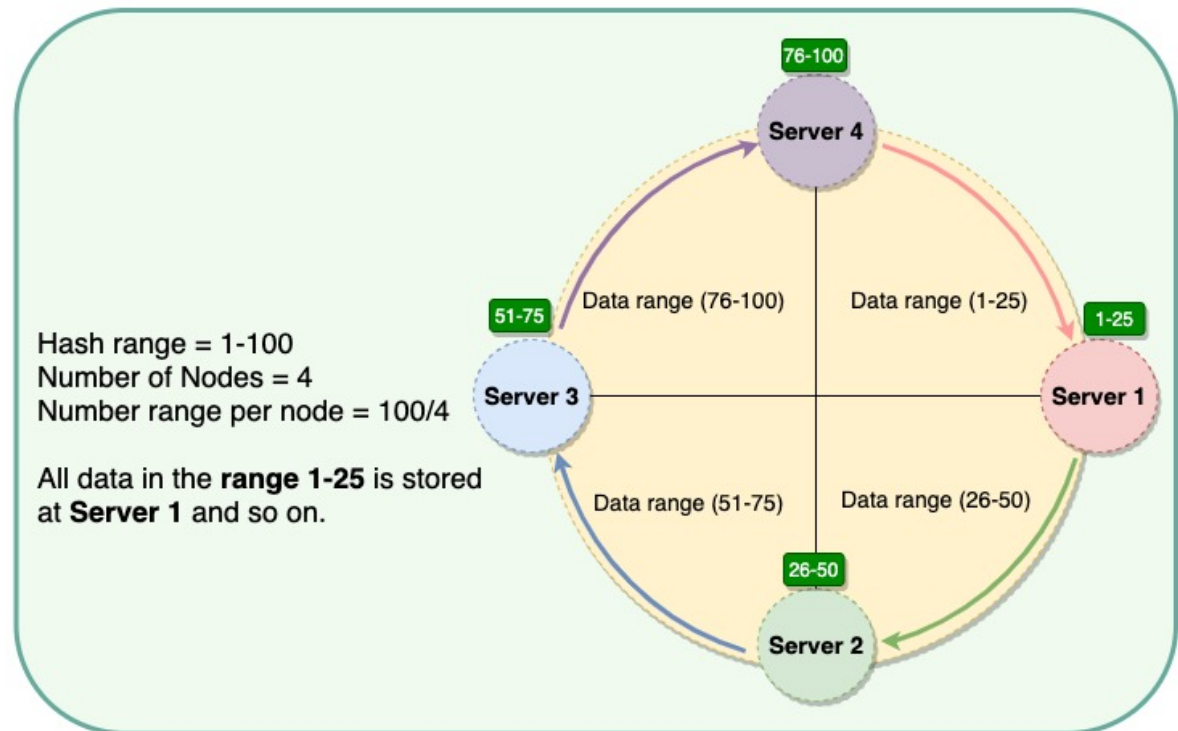 76-100
Server 4
Data range (76-100)
Data range (1-25)
51-75
1-25
Hash range = 1-100
Number of Nodes = 4
Number range per node = 100/4
Server 3
Server 1
All data in the range 1-25 is stored
at Server 1 and so on.
Data range (51-75)
Data range (26-50)
26-50
Server 2